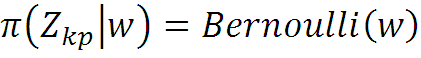 π(Z_{kp}|w) = Bernoulli(w)